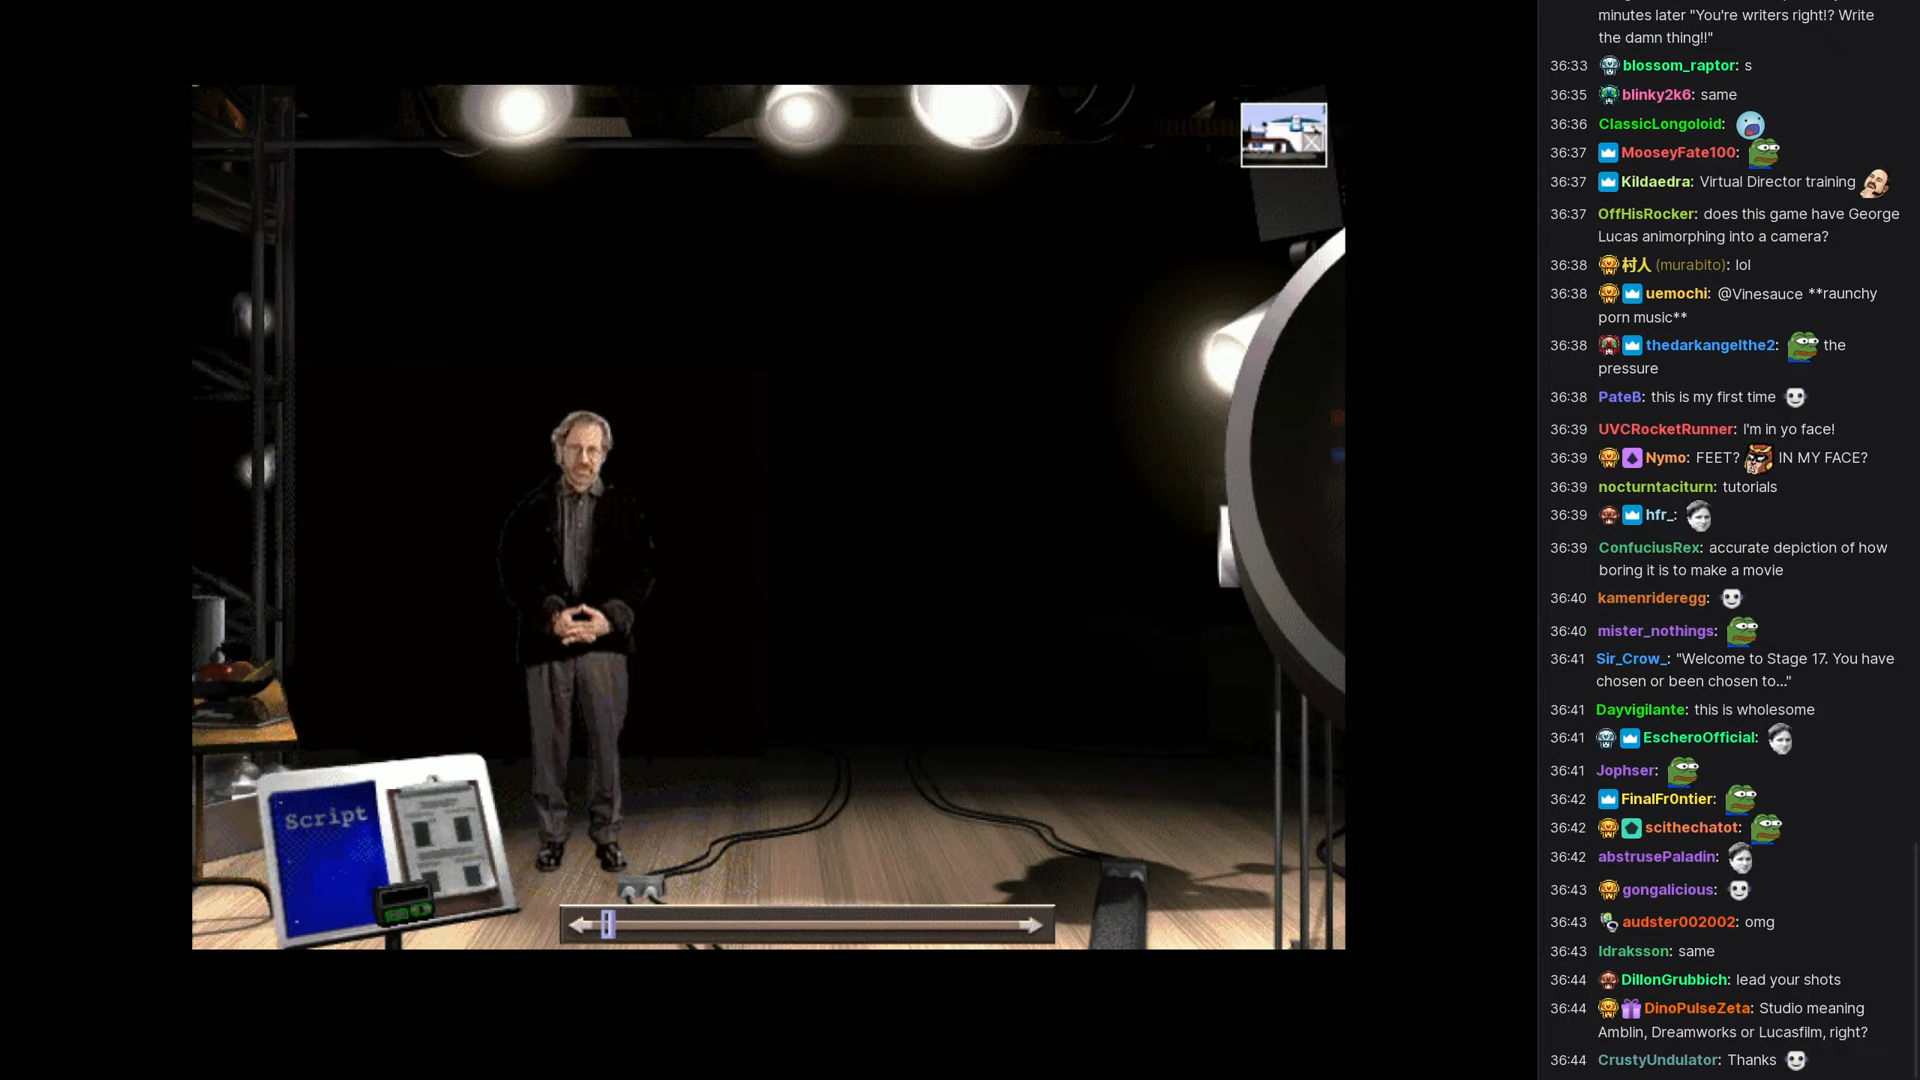 Script
minutes later "You're writers right!? Write
the damn thing!!"
36:33 blossom_raptor: s
36:35 blinky2k6: same
36:36 ClassicLongoloid:
36:37 MooseyFate100:
36:37 Kildaedra: Virtual Director training
36:37 OffHisRocker: does this game have George
Lucas animorphing into a camera?
36:38 村人 (murabito): lol
36:38 uemochi: @Vinesauce **raunchy
porn music**
36:38 thedarkangelthe2: the
pressure
36:38 PateB: this is my first time
36:39 UVCRocketRunner: I'm in yo face!
36:39 Nymo: FEET? IN MY FACE?
36:39 nocturntaciturn: tutorials
36:39 hfr_:
36:39 ConfuciusRex: accurate depiction of how
boring it is to make a movie
36:40 kamenrideregg:
36:40 mister_nothings:
36:41 Sir_Crow_: "Welcome to Stage 17. You have
chosen or been chosen to..."
36:41 Dayvigilante: this is wholesome
36:41 EscheroOfficial:
36:41 Jophser:
36:42 FinalFr0ntier:
36:42 scithechatot:
36:42 abstrusePaladin:
36:43 gongalicious:
36:43 audster002002: omg
36:43 Idraksson: same
36:44 DillonGrubbich: lead your shots
36:44 DinoPulseZeta: Studio meaning
Amblin, Dreamworks or Lucasfilm, right?
36:44 CrustyUndulator: Thanks